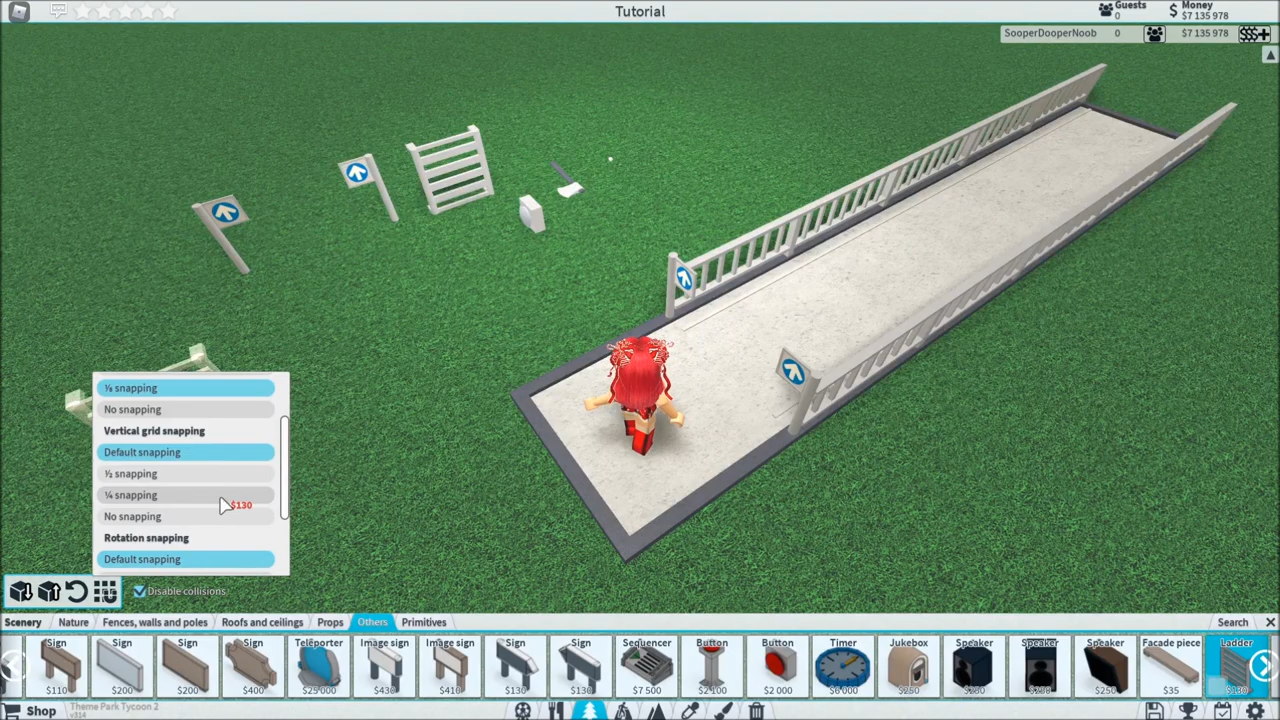 Tutorial
Guests
0
$ Money
$7 135 978
SooperDooperNoob 0 $7 135 978 $$$+
⅛ snapping
No snapping
Vertical grid snapping
Default snapping
½ snapping
¼ snapping
$130
No snapping
Rotation snapping
Default snapping
Disable collisions
Scenery Nature Fences, walls and poles Roofs and ceilings Props Others Primitives Search
Sign Sign Sign Sign Teleporter Image sign Image sign Sign Sign Sequencer Button Button Timer Jukebox Speaker Speaker Speaker Facade piece Ladder
$110 $200 $200 $400 $25 000 $430 $410 $130 $130 $7 500 $2 100 $2 000 $6 000 $250 $250 $35
Shop
Theme Park Tycoon 2
v314